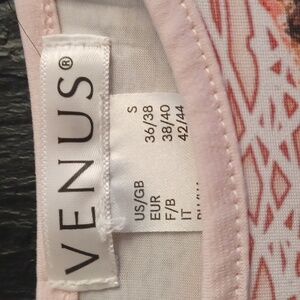 VENUS®
S
US/GB 36/38
EUR 38/40
F/B 42/44
IT